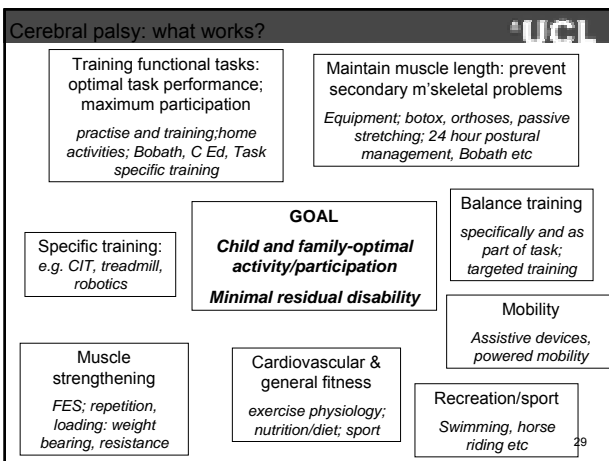 Cerebral palsy: what works?
UCL
Training functional tasks:
optimal task performance;
maximum participation
practise and training;home
activities; Bobath, C Ed, Task
specific training
Maintain muscle length: prevent
secondary m'skeletal problems
Equipment; botox, orthoses, passive
stretching; 24 hour postural
management, Bobath etc
Specific training:
e.g. CIT, treadmill,
robotics
GOAL
Child and family-optimal
activity/participation
Minimal residual disability
Balance training
specifically and as
part of task;
targeted training
Mobility
Assistive devices,
powered mobility
Muscle
strengthening
FES; repetition,
loading: weight
bearing, resistance
Cardiovascular &
general fitness
exercise physiology;
nutrition/diet; sport
Recreation/sport
Swimming, horse
riding etc
29